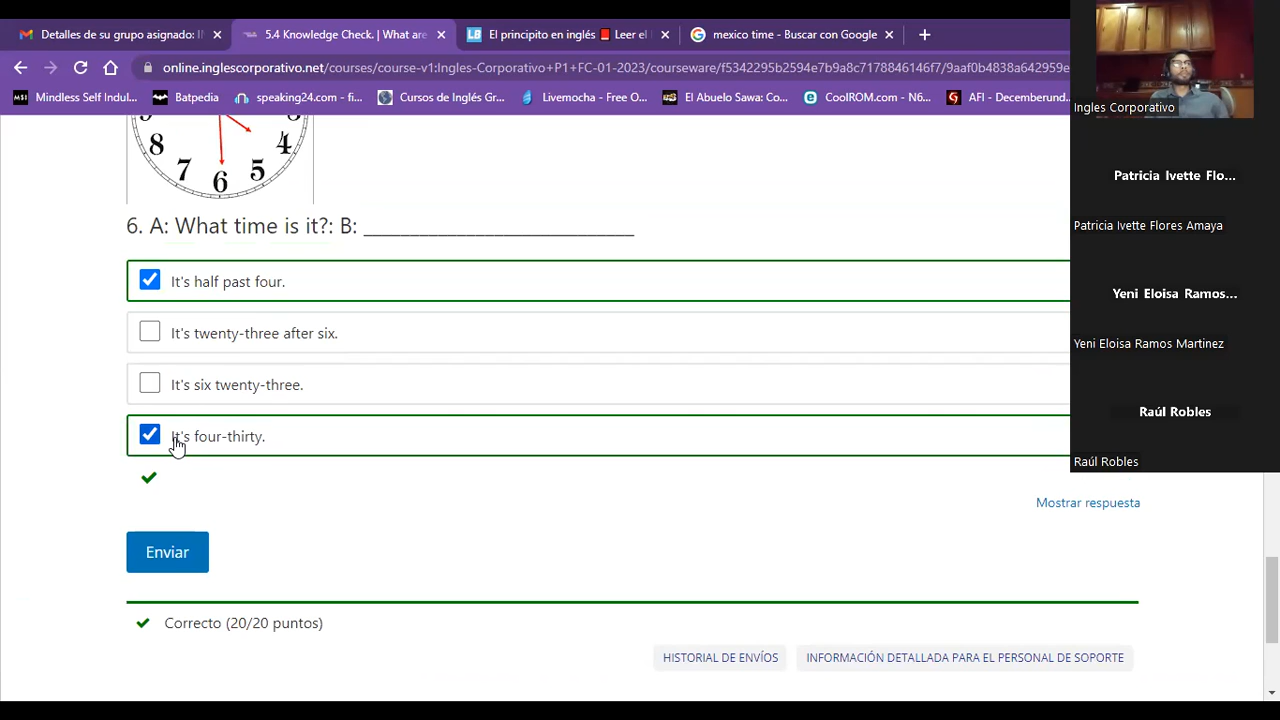 Detalles de su grupo asignado: I
5.4 Knowledge Check. | What are
El principito en inglés 📕 Leer el
mexico time - Buscar con Google
online.inglescorporativo.net/courses/course-v1:Ingles-Corporativo+P1+FC-01-2023/courseware/f5342295b2594e7b9a8c7178846146f7/9aaf0b4838a642959e
Mindless Self Indul...
Batpedia
speaking24.com - fi...
Cursos de Inglés Gr...
Livemocha - Free O...
El Abuelo Sawa: Co...
CoolROM.com - N6...
AFI - Decemberund...
8 4
7 5
6
6. A: What time is it?: B: ___________________________
It's half past four.
It's twenty-three after six.
It's six twenty-three.
It's four-thirty.
Mostrar respuesta
Enviar
Correcto (20/20 puntos)
HISTORIAL DE ENVÍOS
INFORMACIÓN DETALLADA PARA EL PERSONAL DE SOPORTE
Ingles Corporativo
Patricia Ivette Flo...
Patricia Ivette Flores Amaya
Yeni Eloisa Ramos...
Yeni Eloisa Ramos Martinez
Raúl Robles
Raúl Robles